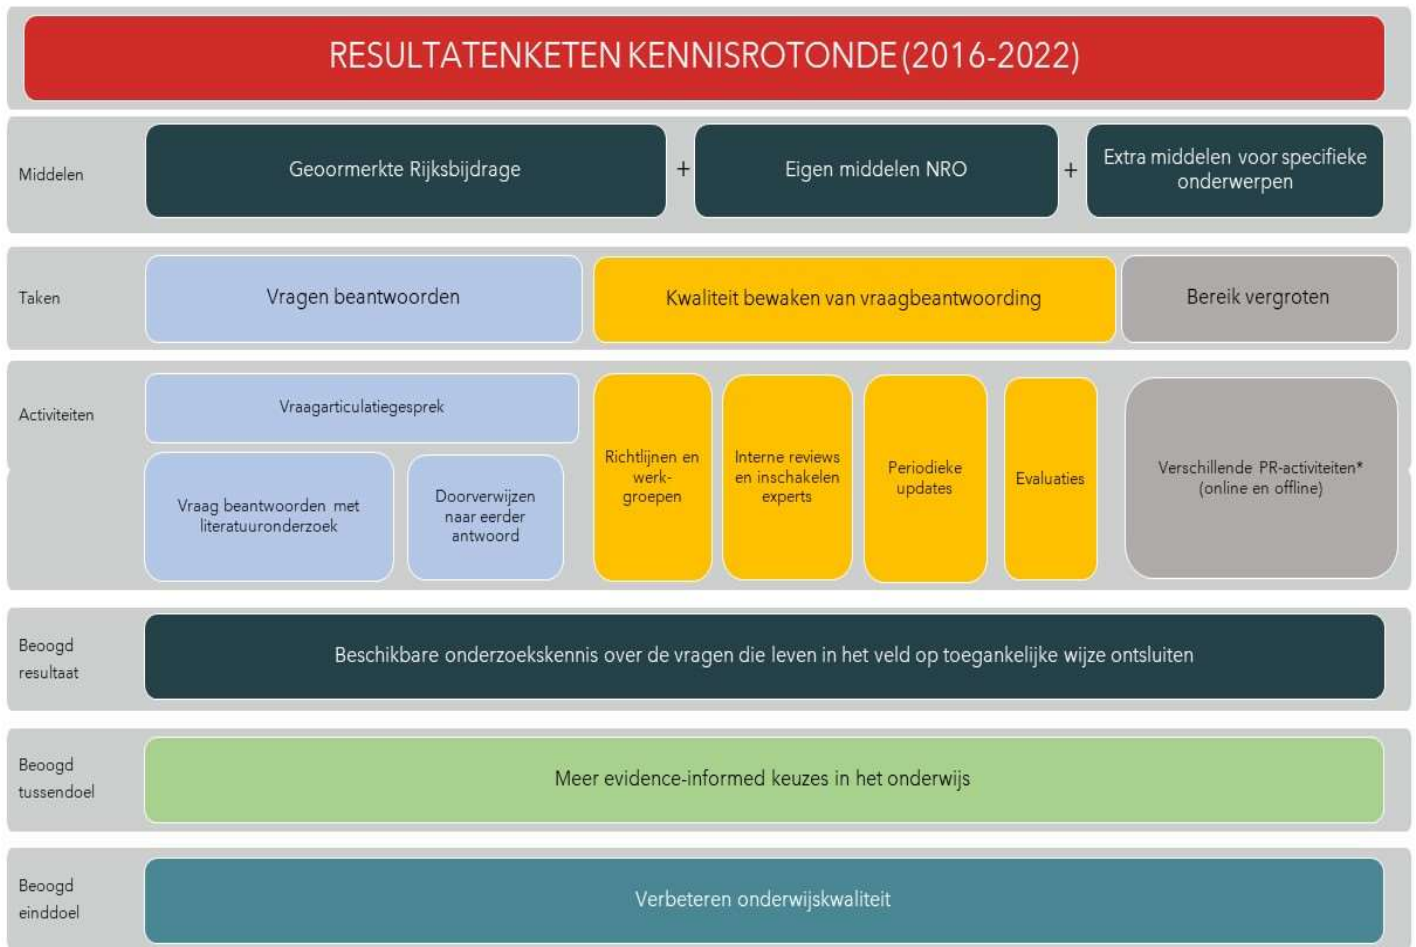 RESULTATENKETEN KENNISROTONDE (2016-2022)
Middelen
Geoormerkte Rijksbijdrage
+
Eigen middelen NRO
+
Extra middelen voor specifieke
onderwerpen
Taken
Vragen beantwoorden
Kwaliteit bewaken van vraagbeantwoording
Bereik vergroten
Activiteiten
Vraagarticulatiegesprek
Vraag beantwoorden met
literatuuronderzoek
Doorverwijzen
naar eerder
antwoord
Richtlijnen en
werk-
groepen
Interne reviews
en inschakelen
experts
Periodieke
updates
Evaluaties
Verschillende PR-activiteiten*
(online en offline)
Beoogd
resultaat
Beschikbare onderzoekskennis over de vragen die leven in het veld op toegankelijke wijze ontsluiten
Beoogd
tussendoel
Meer evidence-informed keuzes in het onderwijs
Beoogd
einddoel
Verbeteren onderwijskwaliteit